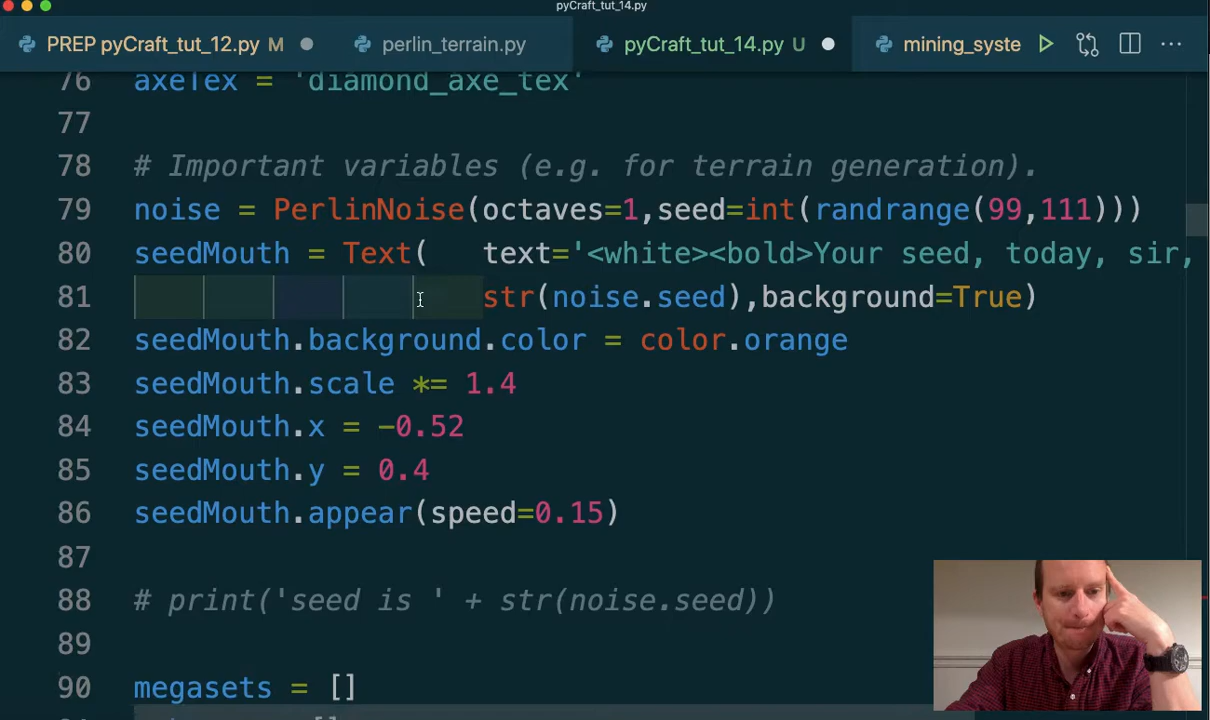 pyCraft_tut_14.py
PREP pyCraft_tut_12.py M perlin_terrain.py pyCraft_tut_14.py U mining_syste
76 axeTex = 'diamond_axe_tex'
77
78 # Important variables (e.g. for terrain generation).
79 noise = PerlinNoise(octaves=1,seed=int(randrange(99,111)))
80 seedMouth = Text( text='<white><bold>Your seed, today, sir,
81 str(noise.seed),background=True)
82 seedMouth.background.color = color.orange
83 seedMouth.scale *= 1.4
84 seedMouth.x = -0.52
85 seedMouth.y = 0.4
86 seedMouth.appear(speed=0.15)
87
88 # print('seed is ' + str(noise.seed))
89
90 megasets = []